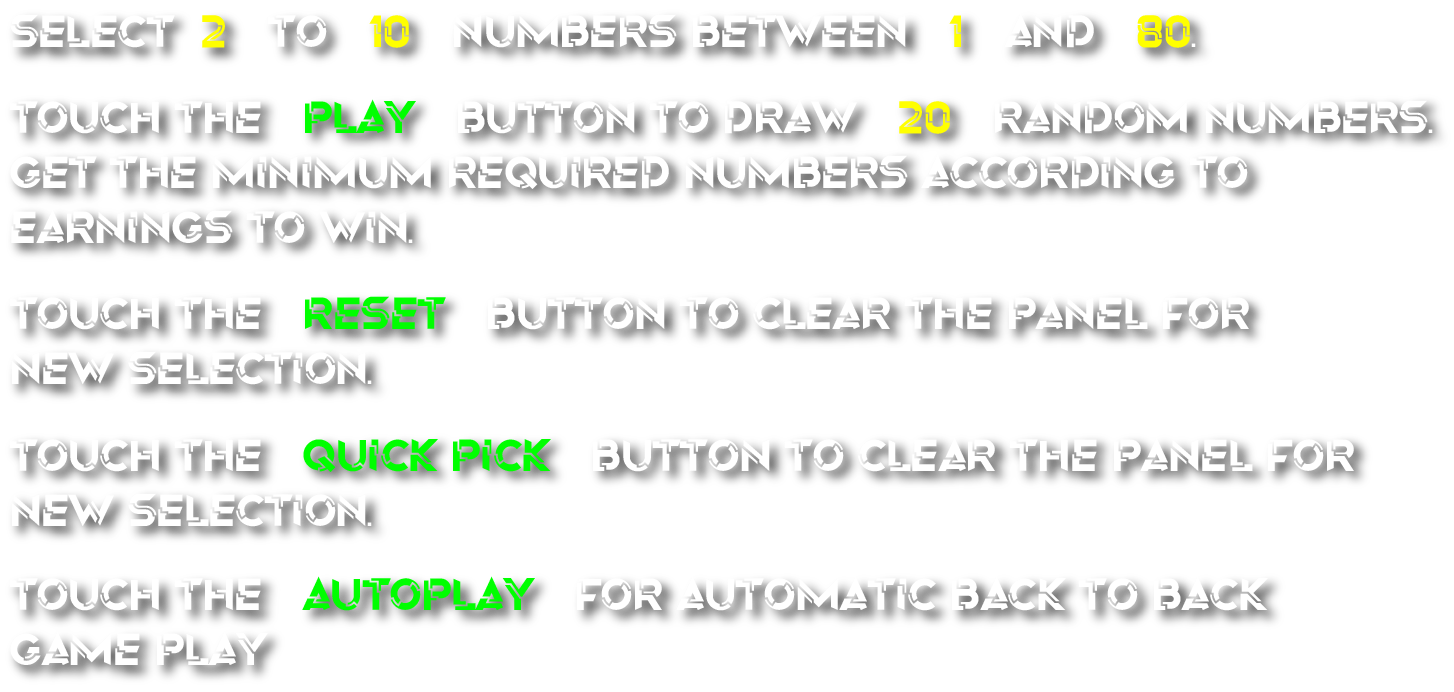 SELECT 2 TO 10 NUMBERS BETWEEN 1 AND 80.
TOUCH THE PLAY BUTTON TO DRAW 20 RANDOM NUMBERS.
GET THE MINIMUM REQUIRED NUMBERS ACCORDING TO
EARNINGS TO WIN.
TOUCH THE RESET BUTTON TO CLEAR THE PANEL FOR
NEW SELECTION.
TOUCH THE QUICK PICK BUTTON TO CLEAR THE PANEL FOR
NEW SELECTION.
TOUCH THE AUTOPLAY FOR AUTOMATIC BACK TO BACK
GAME PLAY